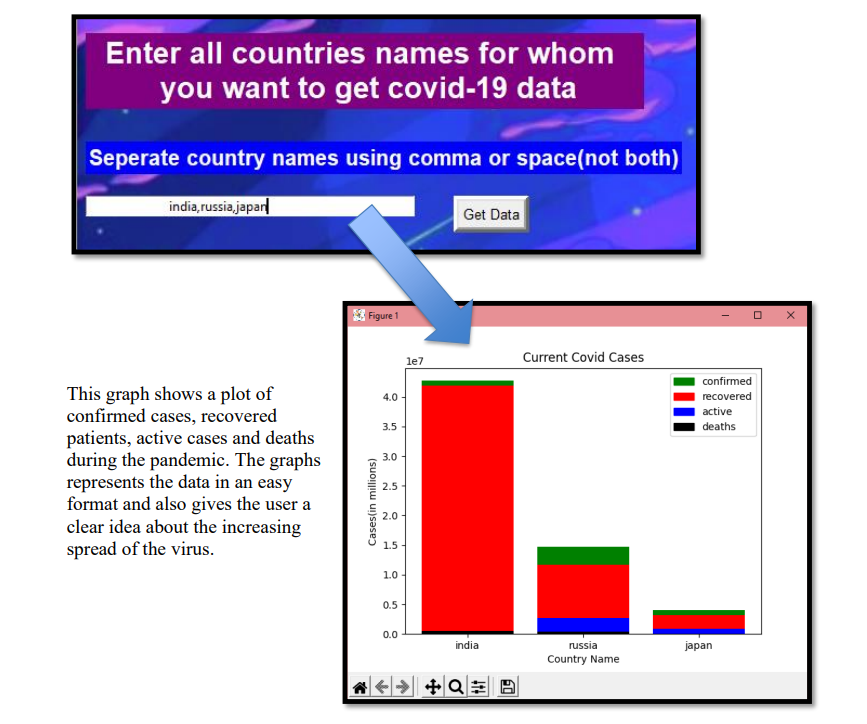 Enter all countries names for whom
you want to get covid-19 data
Seperate country names using comma or space(not both)
india,russia,japan
Get Data
This graph shows a plot of
confirmed cases, recovered
patients, active cases and deaths
during the pandemic. The graphs
represents the data in an easy
format and also gives the user a
clear idea about the increasing
spread of the virus.
Figure 1
Current Covid Cases
1e7
confirmed
recovered
active
deaths
4.0
3.5
3.0
2.5
2.0
1.5
1.0
0.5
0.0
Cases(in millions)
india russia japan
Country Name